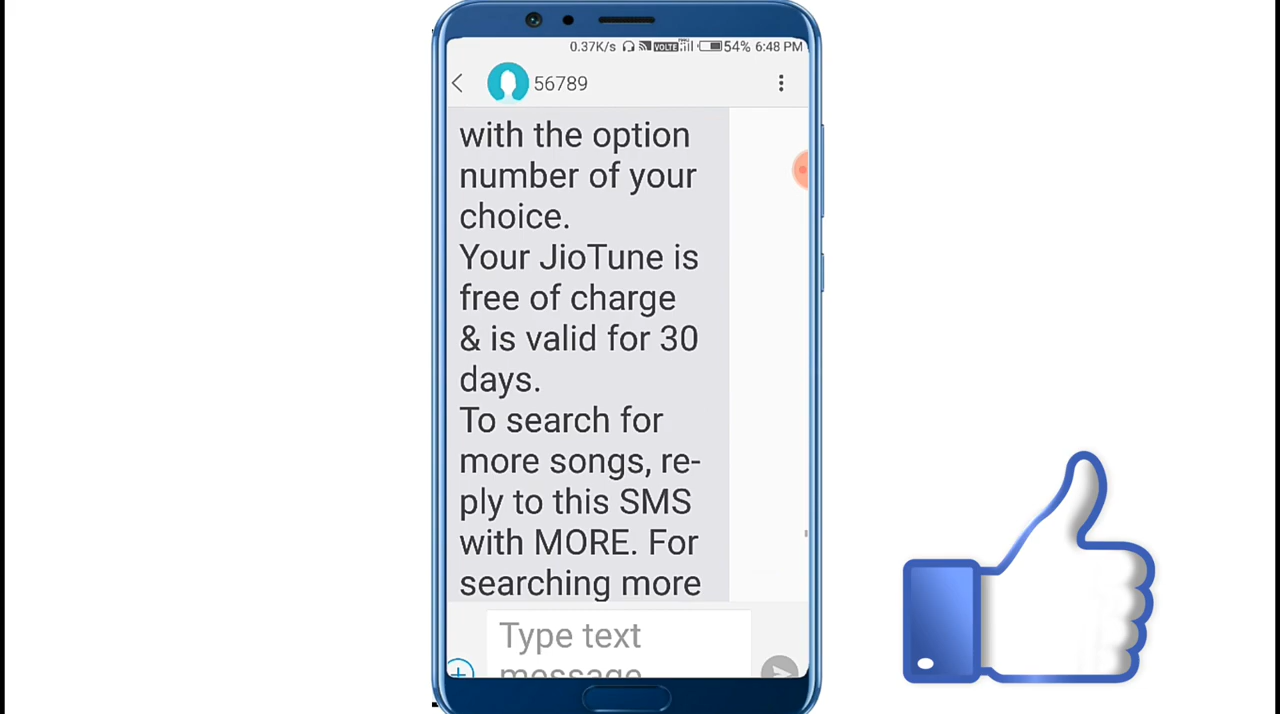 0.37K/s VOLTE 54% 6:48 PM
56789
with the option
number of your
choice.
Your JioTune is
free of charge
& is valid for 30
days.
To search for
more songs, re-
ply to this SMS
with MORE. For
searching more
Type text
message